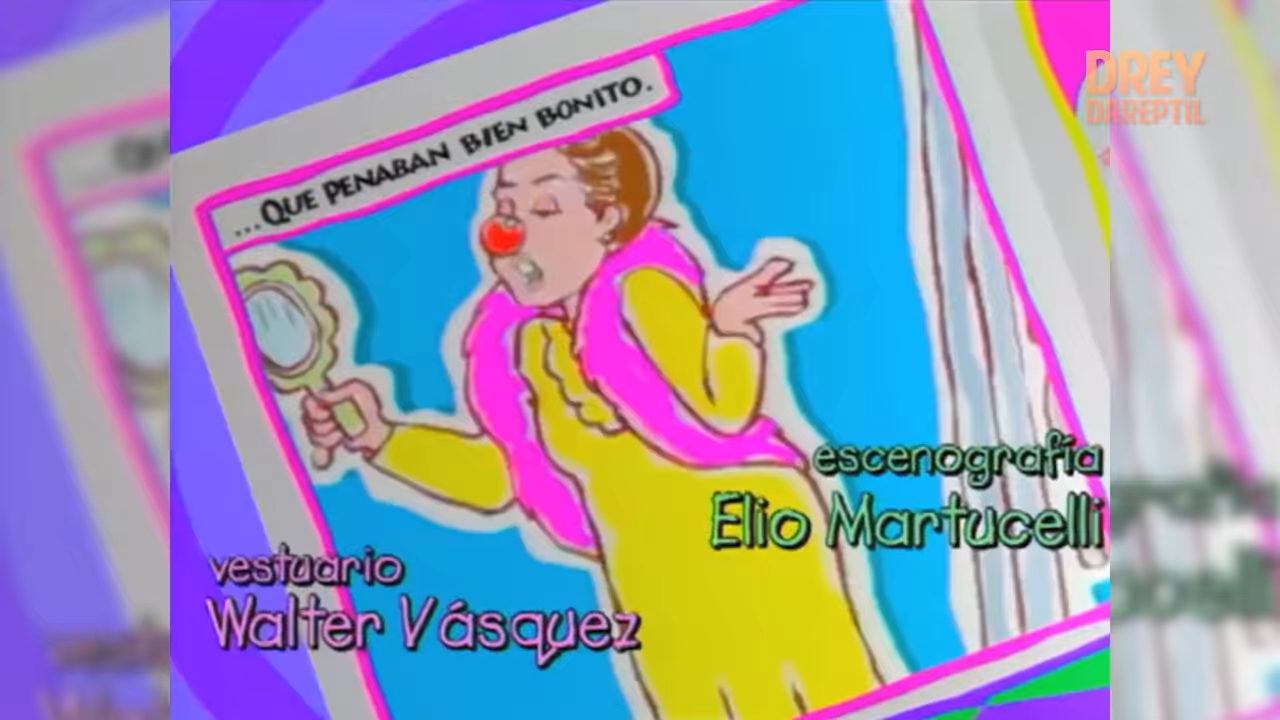 DREY
DAREPTIL
...QUE PENABAN BIEN BONITO.
escenografía
Elio Martucelli
vestuario
Walter Vásquez